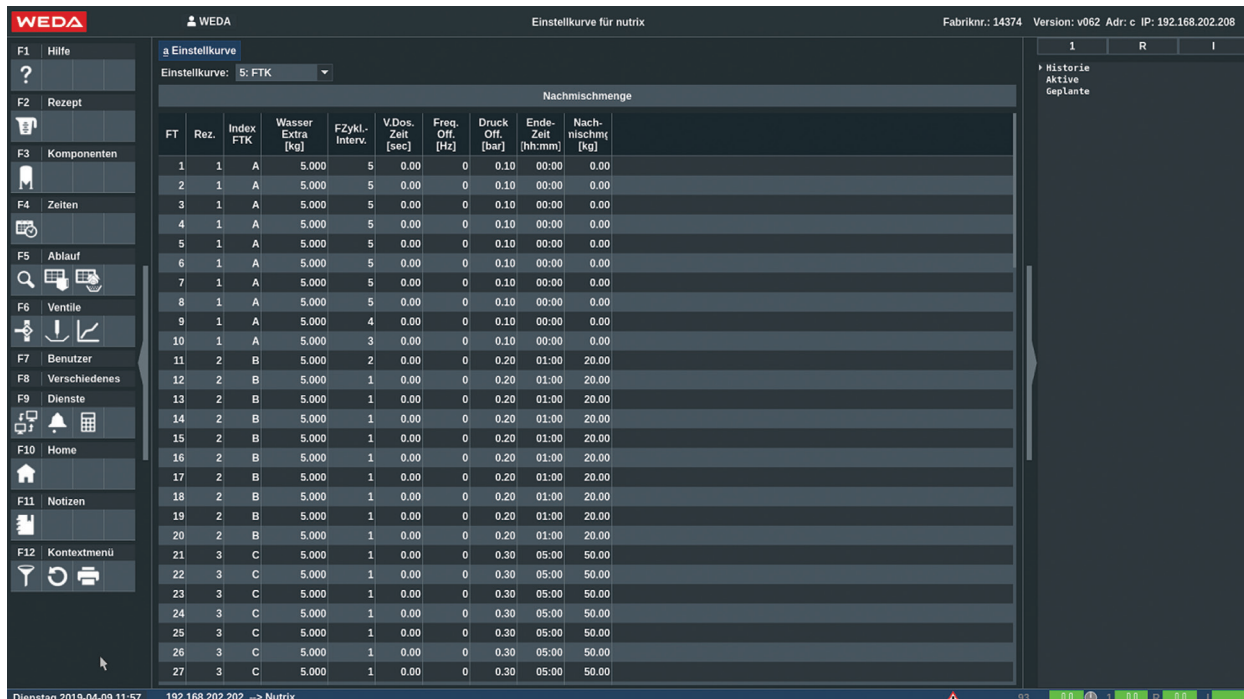 WEDA
WEDA
Einstellkurve für nutrix
Fabriknr.: 14374 Version: v062 Adr: c IP: 192.168.202.208
F1 Hilfe
?
F2 Rezept
F3 Komponenten
F4 Zeiten
F5 Ablauf
F6 Ventile
F7 Benutzer
F8 Verschiedenes
F9 Dienste
F10 Home
F11 Notizen
F12 Kontextmenü
a Einstellkurve
Einstellkurve: 5: FTK
Nachmischmenge
FT Rez. Index FTK Wasser Extra [kg] FZykl.-Interv. V.Dos. Zeit [sec] Freq. Off. [Hz] Druck Off. [bar] Ende-Zeit [hh:mm] Nach- [kg]
1 1 A 5.000 5 0.00 0 0.10 00:00 0.00
2 1 A 5.000 5 0.00 0 0.10 00:00 0.00
3 1 A 5.000 5 0.00 0 0.10 00:00 0.00
4 1 A 5.000 5 0.00 0 0.10 00:00 0.00
5 1 A 5.000 5 0.00 0 0.10 00:00 0.00
6 1 A 5.000 5 0.00 0 0.10 00:00 0.00
7 1 A 5.000 5 0.00 0 0.10 00:00 0.00
8 1 A 5.000 5 0.00 0 0.10 00:00 0.00
9 1 A 5.000 4 0.00 0 0.10 00:00 0.00
10 1 A 5.000 3 0.00 0 0.10 00:00 0.00
11 2 B 5.000 2 0.00 0 0.20 01:00 20.00
12 2 B 5.000 1 0.00 0 0.20 01:00 20.00
13 2 B 5.000 1 0.00 0 0.20 01:00 20.00
14 2 B 5.000 1 0.00 0 0.20 01:00 20.00
15 2 B 5.000 1 0.00 0 0.20 01:00 20.00
16 2 B 5.000 1 0.00 0 0.20 01:00 20.00
17 2 B 5.000 1 0.00 0 0.20 01:00 20.00
18 2 B 5.000 1 0.00 0 0.20 01:00 20.00
19 2 B 5.000 1 0.00 0 0.20 01:00 20.00
20 2 B 5.000 1 0.00 0 0.20 01:00 20.00
21 3 C 5.000 1 0.00 0 0.30 05:00 50.00
22 3 C 5.000 1 0.00 0 0.30 05:00 50.00
23 3 C 5.000 1 0.00 0 0.30 05:00 50.00
24 3 C 5.000 1 0.00 0 0.30 05:00 50.00
25 3 C 5.000 1 0.00 0 0.30 05:00 50.00
26 3 C 5.000 1 0.00 0 0.30 05:00 50.00
27 3 C 5.000 1 0.00 0 0.30 05:00 50.00
1 R I
Historie
Aktive
Geplante
Dienstag 2019-04-09 11:57 192.168.202.202 --> Nutrix 93 0.0 1 0.0 R 0.0 I